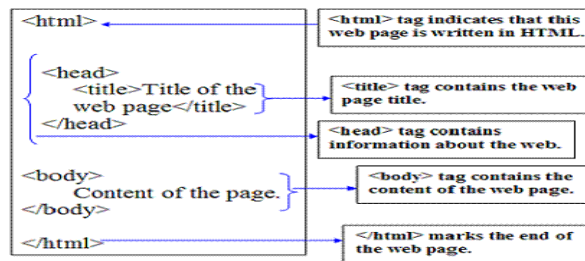 <html>
<html> tag indicates that this
web page is written in HTML.
<head>
<title>Title of the
web page</title>
<title> tag contains the web
page title.
</head>
<head> tag contains
information about the web.
<body>
Content of the page.
</body>
<body> tag contains the
content of the web page.
</html>
</html> marks the end of
the web page.